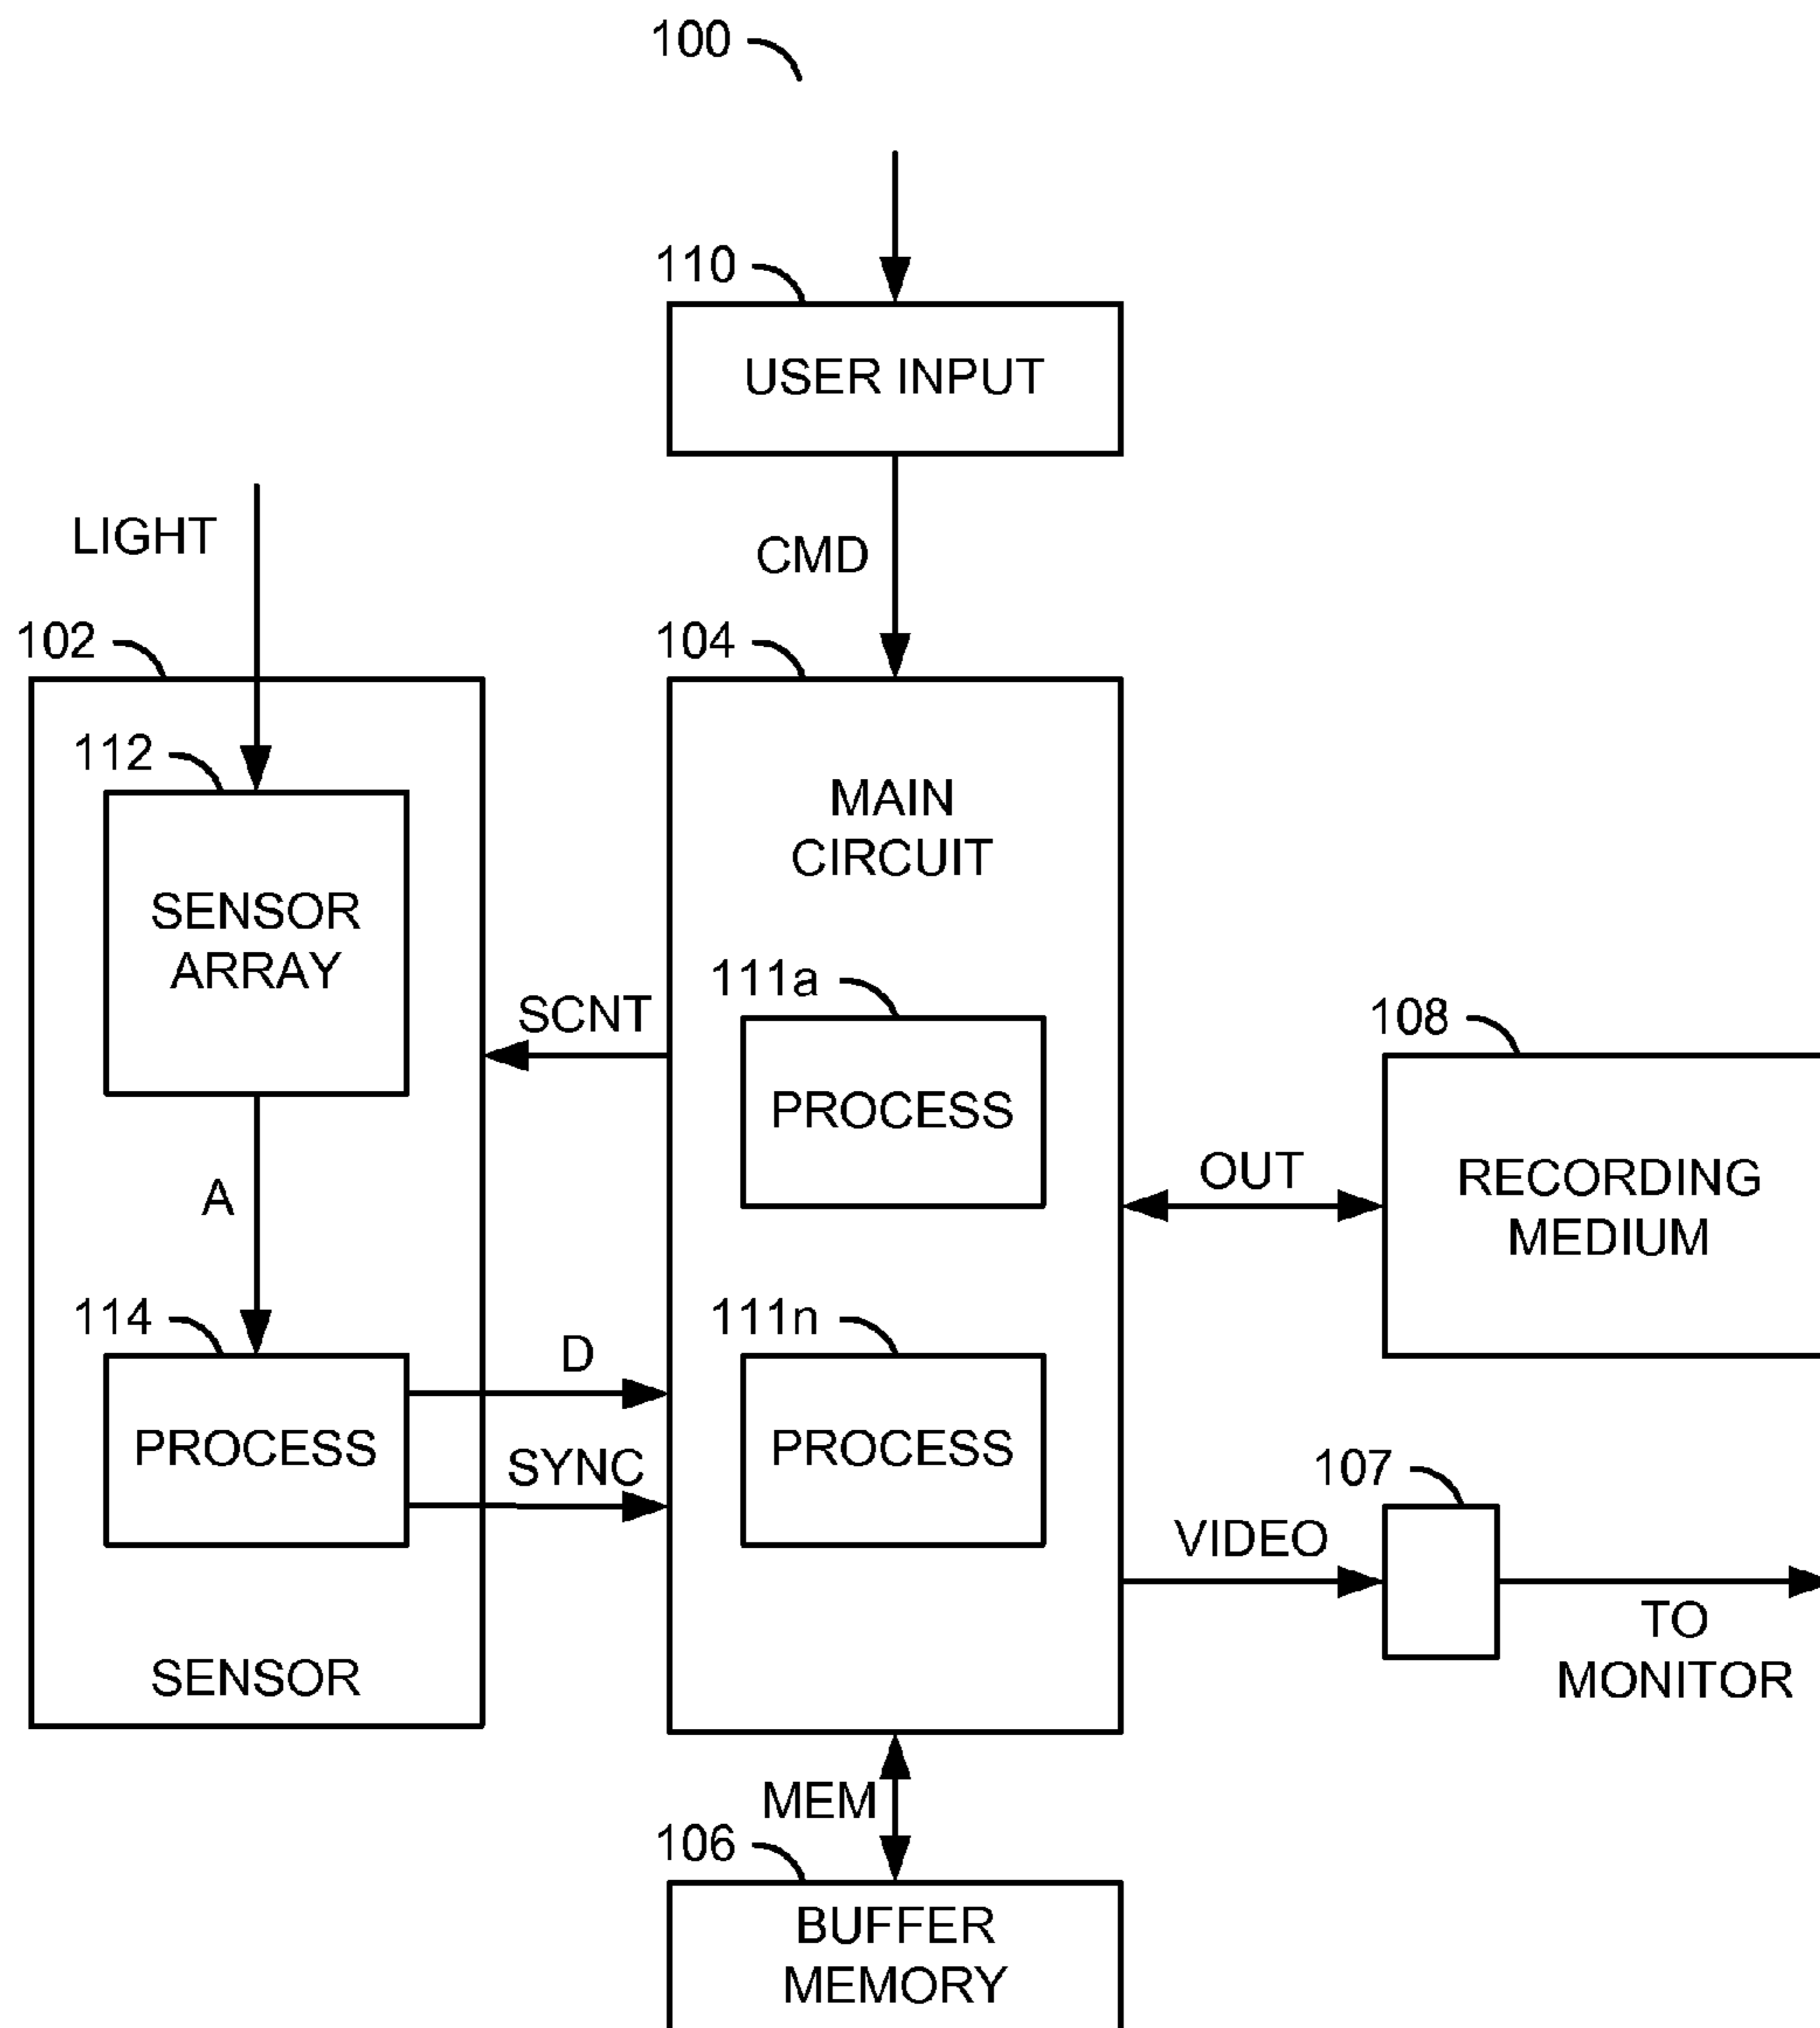 100
110
USER INPUT
LIGHT
CMD
102
104
112
MAIN
CIRCUIT
SENSOR
ARRAY
111a
SCNT
108
PROCESS
OUT
RECORDING
MEDIUM
A
114
111n
D
PROCESS
PROCESS
SYNC
107
VIDEO
TO
MONITOR
SENSOR
MEM
106
BUFFER
MEMORY